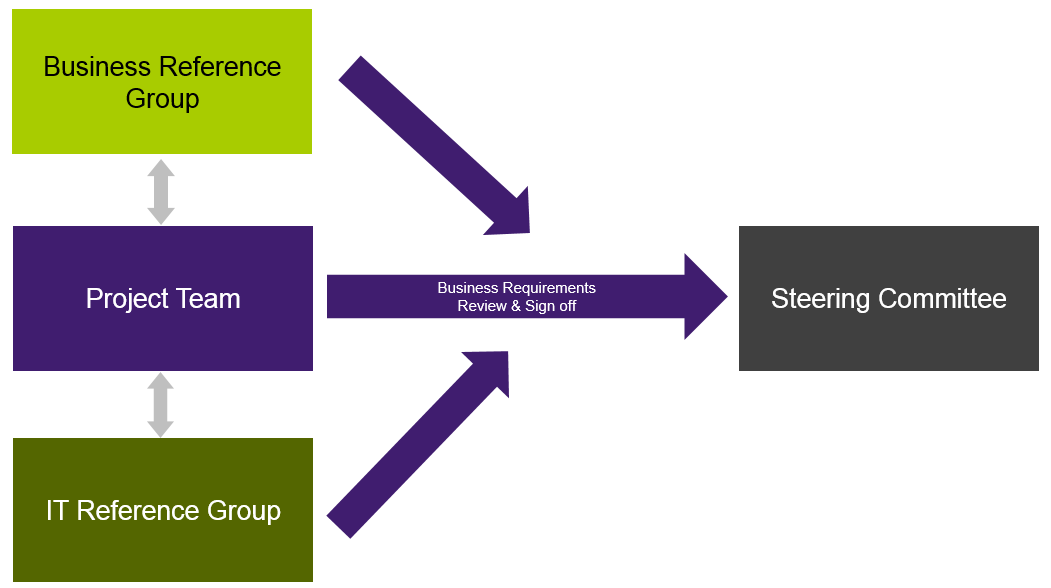 Business Reference
Group
Project Team
Business Requirements
Review & Sign off
Steering Committee
IT Reference Group